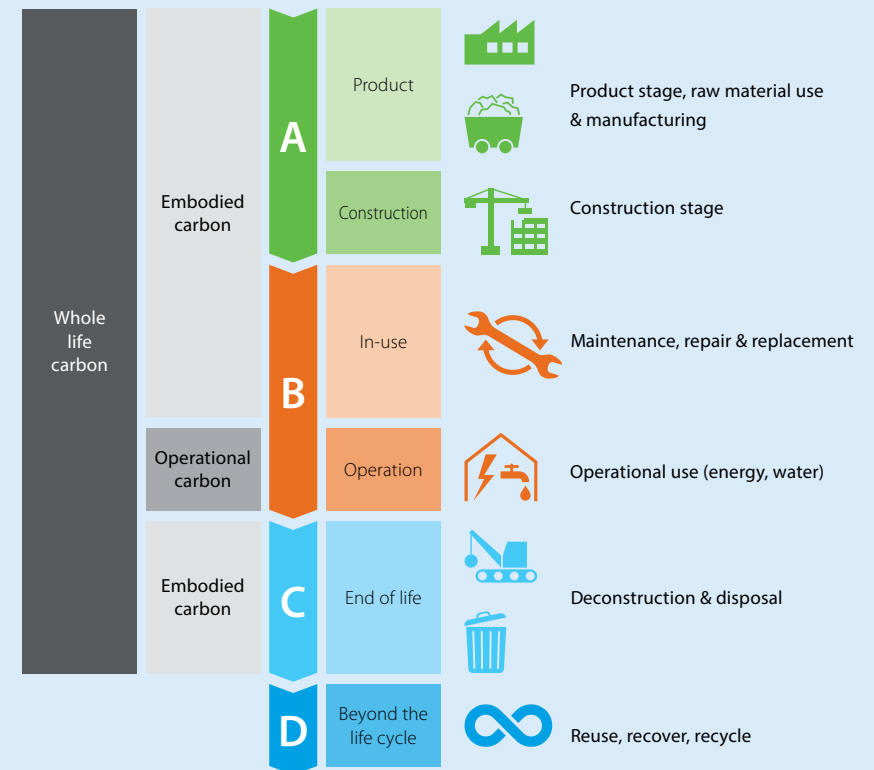 Whole
life
carbon
Embodied
carbon
Operational
carbon
Embodied
carbon
A
Product
Product stage, raw material use
& manufacturing
Construction
Construction stage
B
In-use
Maintenance, repair & replacement
Operation
Operational use (energy, water)
C
End of life
Deconstruction & disposal
D
Beyond the
life cycle
Reuse, recover, recycle